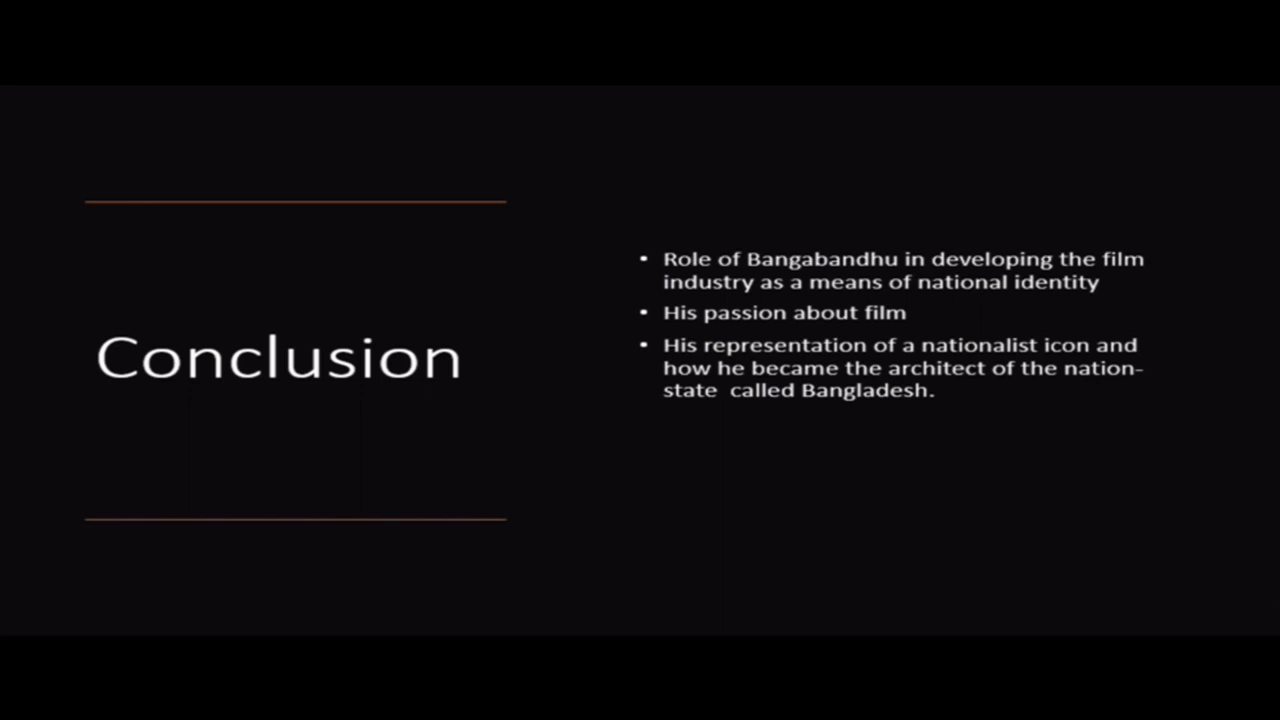 Conclusion
• Role of Bangabandhu in developing the film
industry as a means of national identity
• His passion about film
• His representation of a nationalist icon and
how he became the architect of the nation-
state  called Bangladesh.